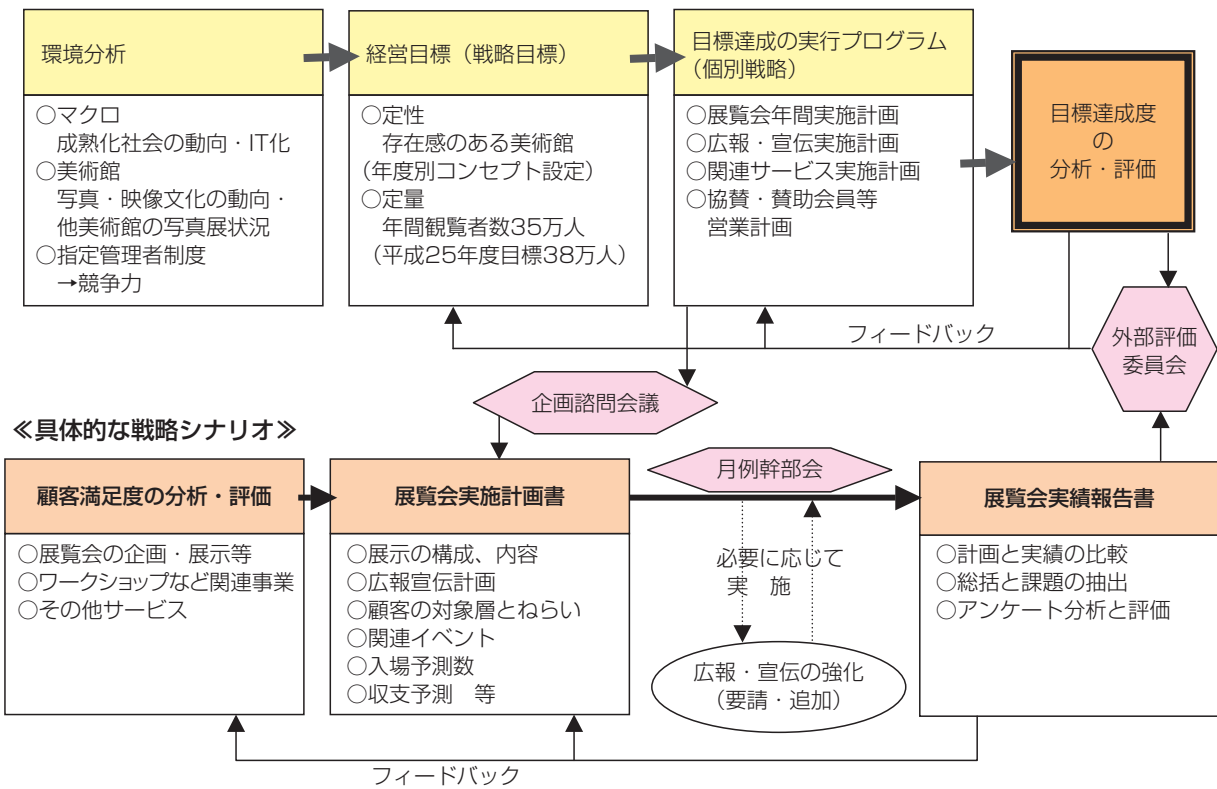 環境分析
○マクロ
成熟化社会の動向・IT化
○美術館
写真・映像文化の動向・
他美術館の写真展状況
○指定管理者制度
→競争力
経営目標（戦略目標）
○定性
存在感のある美術館
（年度別コンセプト設定）
○定量
年間観覧者数35万人
（平成25年度目標38万人）
目標達成の実行プログラム
（個別戦略）
○展覧会年間実施計画
○広報・宣伝実施計画
○関連サービス実施計画
○協賛・賛助会員等
営業計画
目標達成度
の
分析・評価
フィードバック
外部評価
委員会
企画諮問会議
≪具体的な戦略シナリオ≫
顧客満足度の分析・評価
○展覧会の企画・展示等
○ワークショップなど関連事業
○その他サービス
展覧会実施計画書
○展示の構成、内容
○広報宣伝計画
○顧客の対象層とねらい
○関連イベント
○入場予測数
○収支予測　等
月例幹部会
必要に応じて
実　施
広報・宣伝の強化
（要請・追加）
展覧会実績報告書
○計画と実績の比較
○総括と課題の抽出
○アンケート分析と評価
フィードバック